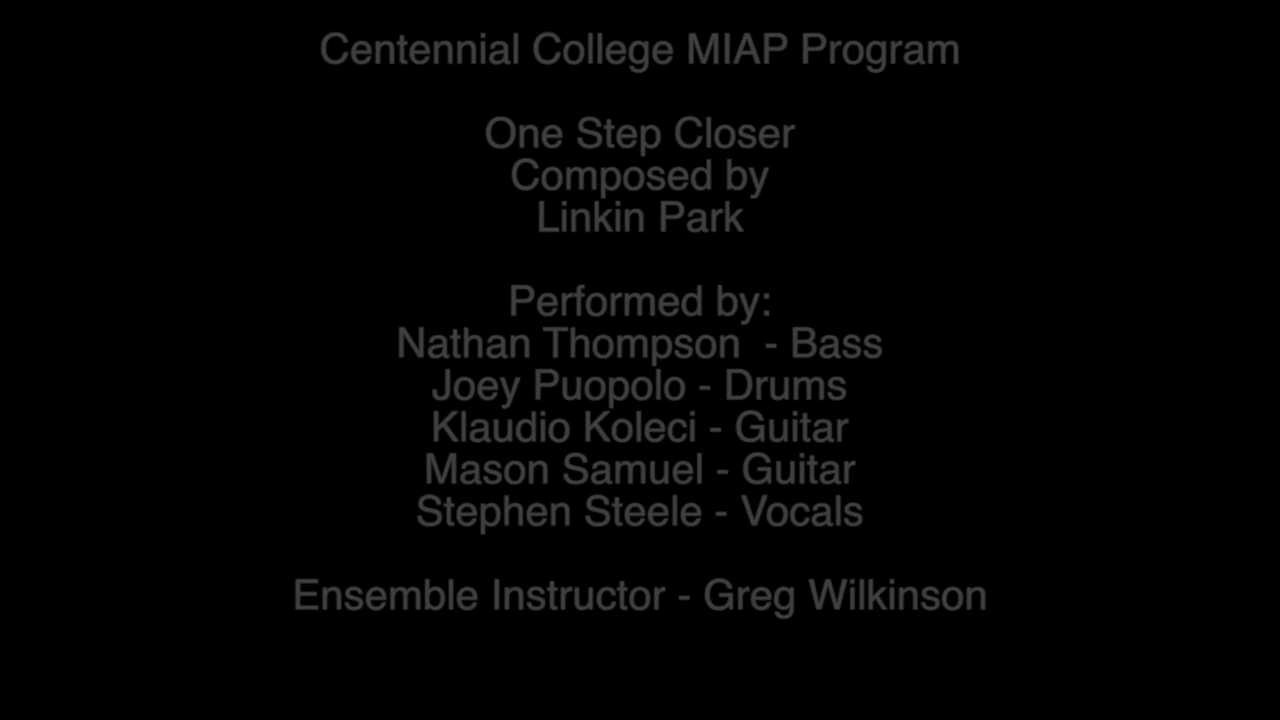 Centennial College MIAP Program
One Step Closer
Composed by
Linkin Park
Performed by:
Nathan Thompson  - Bass
Joey Puopolo - Drums
Klaudio Koleci - Guitar
Mason Samuel - Guitar
Stephen Steele - Vocals
Ensemble Instructor - Greg Wilkinson